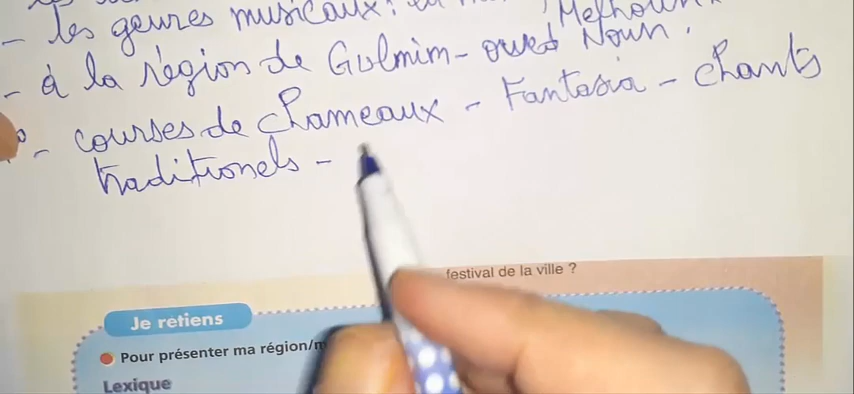 - les genres musicaux :
Melhoun
- à la région de Gulmim - oued Noun.
- courses de chameaux - Fantasia - chants
traditionels -
festival de la ville ?
Je retiens
Pour présenter ma région/m
Lexique